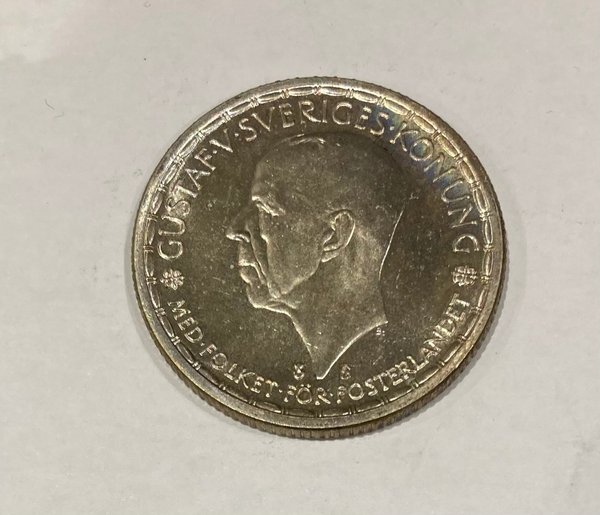 GUSTAF·V·SVERIGES·KONUNG
MED·FOLKET·FÖR·FOSTERLANDET